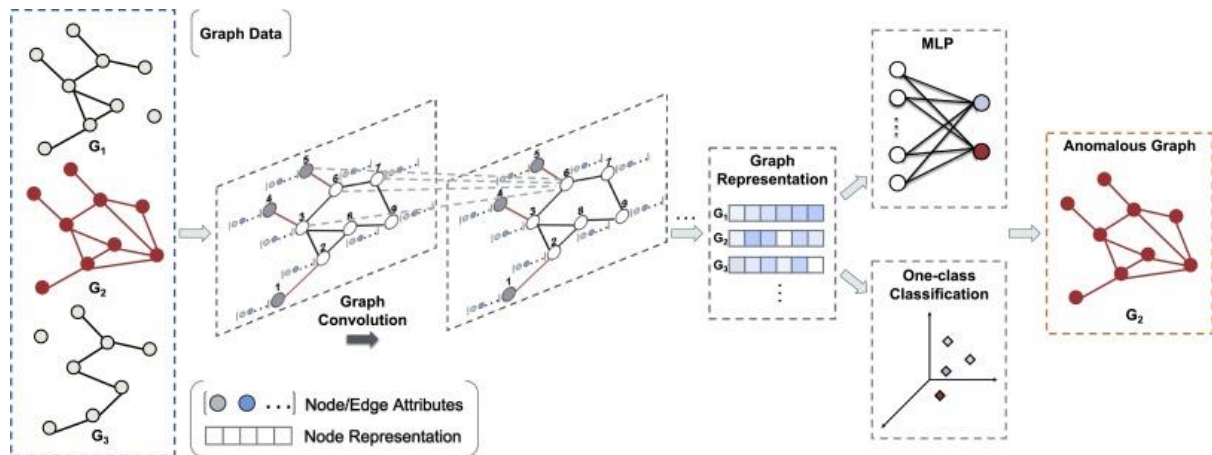 Graph Data
G1
G2
G3
5
6
7
4
3
8
9
2
1
5
6
7
4
3
8
9
2
1
Graph
Convolution
...
Graph
Representation
G1
G2
G3
MLP
One-class
Classification
Anomalous Graph
G2
[ ... ] Node/Edge Attributes
Node Representation